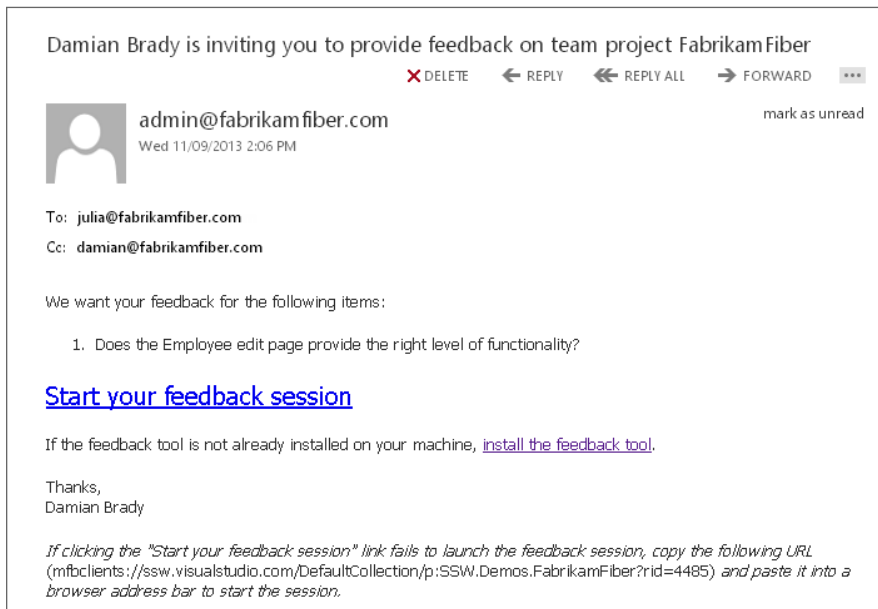 Damian Brady is inviting you to provide feedback on team project FabrikamFiber
DELETE REPLY REPLY ALL FORWARD
admin@fabrikamfiber.com
mark as unread
Wed 11/09/2013 2:06 PM
To: julia@fabrikamfiber.com
Cc: damian@fabrikamfiber.com
We want your feedback for the following items:
1. Does the Employee edit page provide the right level of functionality?
Start your feedback session
If the feedback tool is not already installed on your machine, install the feedback tool.
Thanks,
Damian Brady
If clicking the "Start your feedback session" link fails to launch the feedback session, copy the following URL
(mfbclients://ssw.visualstudio.com/DefaultCollection/p:SSW.Demos.FabrikamFiber?rid=4485) and paste it into a
browser address bar to start the session.